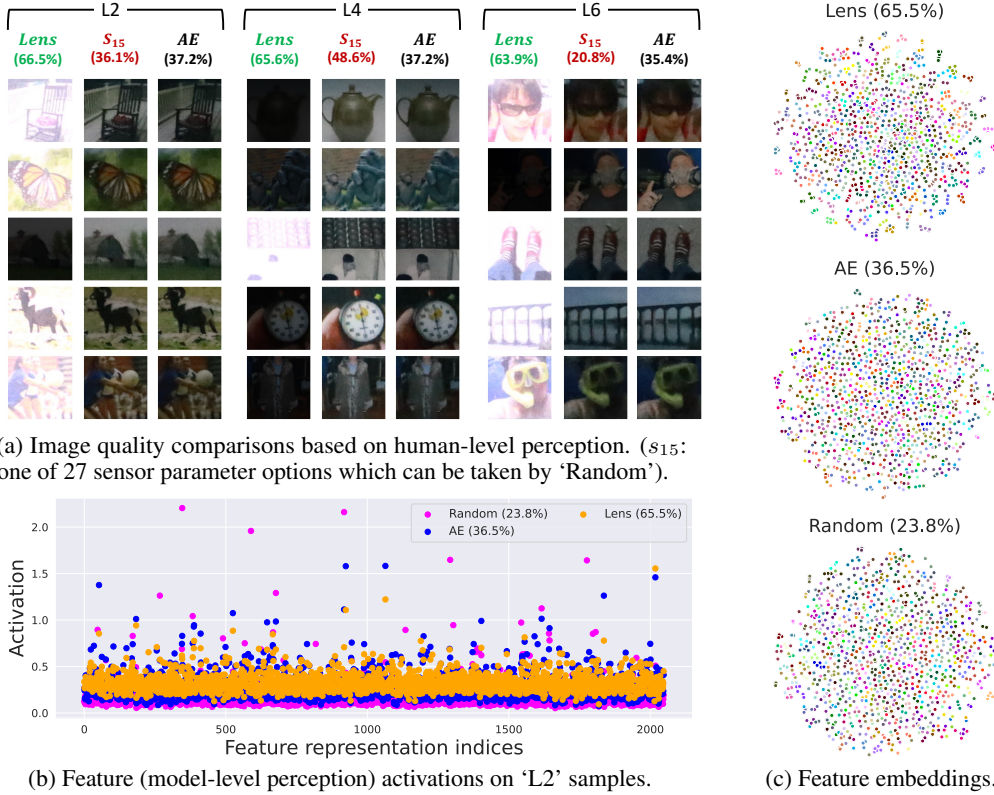 L2 L4 L6
Lens S15 AE Lens S15 AE Lens S15 AE
(66.5%) (36.1%) (37.2%) (65.6%) (48.6%) (37.2%) (63.9%) (20.8%) (35.4%)
(a) Image quality comparisons based on human-level perception. (s15:
one of 27 sensor parameter options which can be taken by ‘Random’).
Random (23.8%) Lens (65.5%)
AE (36.5%)
Activation
2.0
1.5
1.0
0.5
0.0
0 500 1000 1500 2000
Feature representation indices
(b) Feature (model-level perception) activations on ‘L2’ samples.
Lens (65.5%)
AE (36.5%)
Random (23.8%)
(c) Feature embeddings.